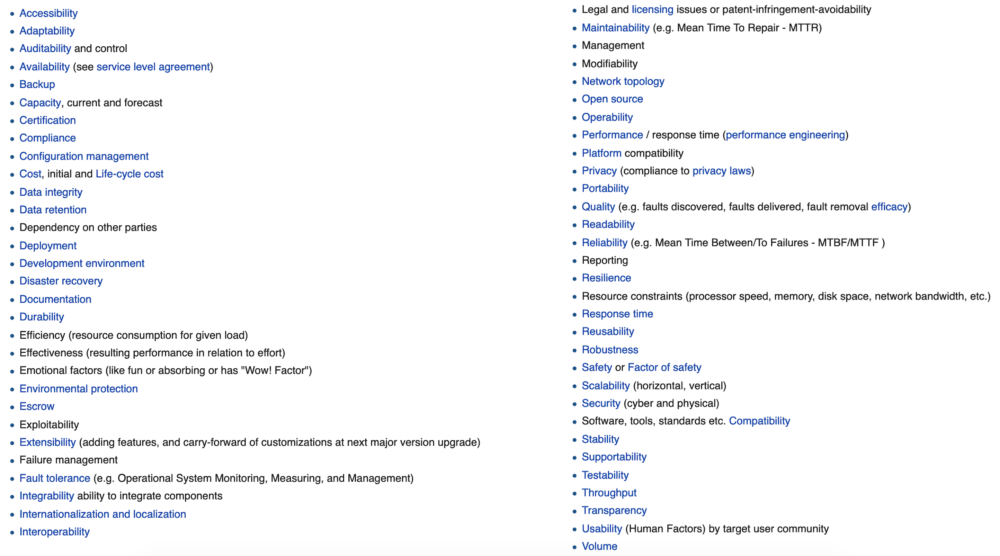 Accessibility
Adaptability
Auditability and control
Availability (see service level agreement)
Backup
Capacity, current and forecast
Certification
Compliance
Configuration management
Cost, initial and Life-cycle cost
Data integrity
Data retention
Dependency on other parties
Deployment
Development environment
Disaster recovery
Documentation
Durability
Efficiency (resource consumption for given load)
Effectiveness (resulting performance in relation to effort)
Emotional factors (like fun or absorbing or has "Wow! Factor")
Environmental protection
Escrow
Exploitability
Extensibility (adding features, and carry-forward of customizations at next major version upgrade)
Failure management
Fault tolerance (e.g. Operational System Monitoring, Measuring, and Management)
Integrability ability to integrate components
Internationalization and localization
Interoperability
Legal and licensing issues or patent-infringement-avoidability
Maintainability (e.g. Mean Time To Repair - MTTR)
Management
Modifiability
Network topology
Open source
Operability
Performance / response time (performance engineering)
Platform compatibility
Privacy (compliance to privacy laws)
Portability
Quality (e.g. faults discovered, faults delivered, fault removal efficacy)
Readability
Reliability (e.g. Mean Time Between/To Failures - MTBF/MTTF )
Reporting
Resilience
Resource constraints (processor speed, memory, disk space, network bandwidth, etc.)
Response time
Reusability
Robustness
Safety or Factor of safety
Scalability (horizontal, vertical)
Security (cyber and physical)
Software, tools, standards etc. Compatibility
Stability
Supportability
Testability
Throughput
Transparency
Usability (Human Factors) by target user community
Volume